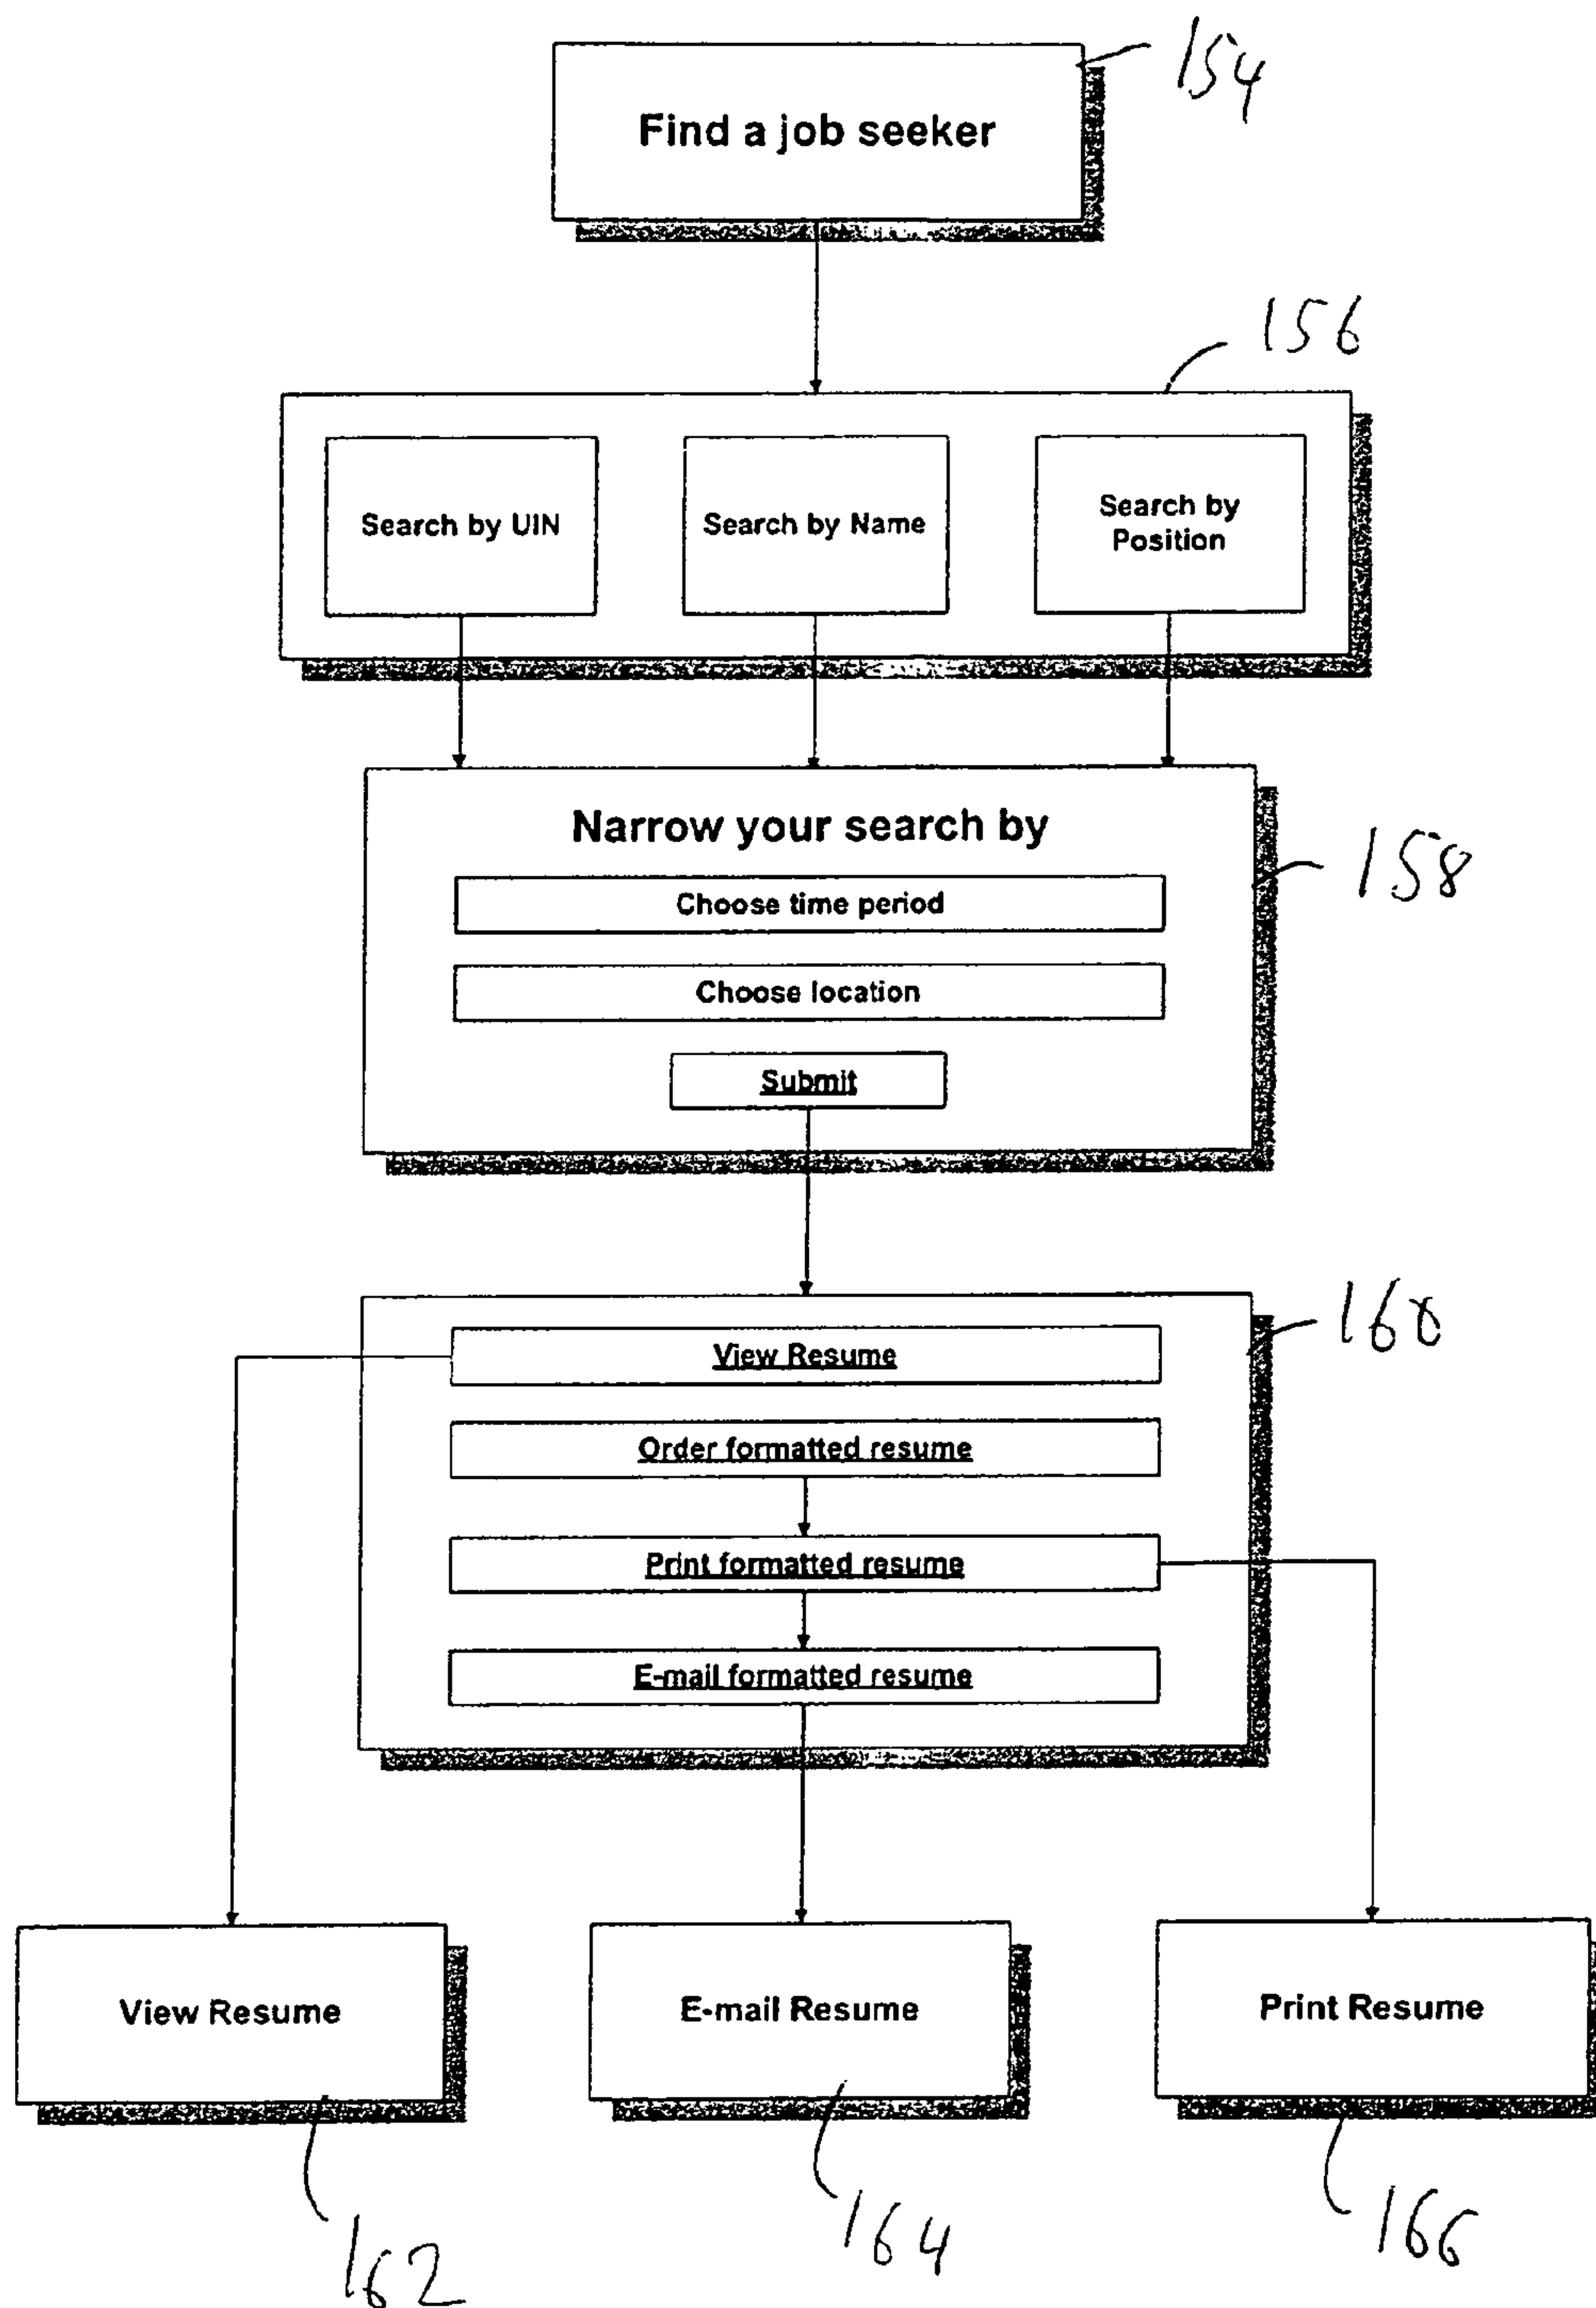 154
Find a job seeker
156
Search by UIN
Search by Name
Search by
Position
Narrow your search by
158
Choose time period
Choose location
Submit
160
View Resume
Order formatted resume
Print formatted resume
E-mail formatted resume
View Resume
E-mail Resume
Print Resume
162
164
166